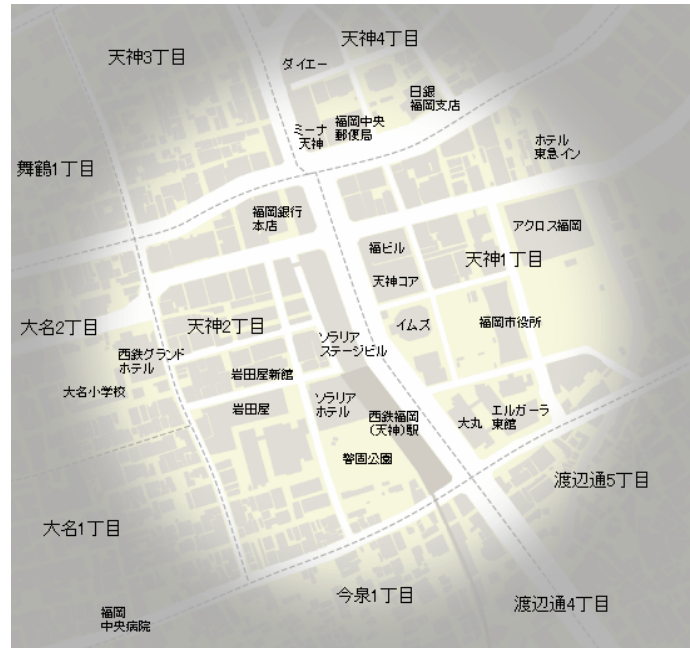 天神4丁目
天神3丁目
ダイエー
日銀
福岡支店
福岡中央
郵便局
ミーナ
天神
ホテル
東急イン
舞鶴1丁目
福岡銀行
本店
アクロス福岡
福ビル
天神1丁目
天神コア
大名2丁目
天神2丁目
イムズ
福岡市役所
ソラリア
ステージビル
西鉄グランド
ホテル
岩田屋新館
大名小学校
ソラリア
ホテル
岩田屋
西鉄福岡
(天神)駅
大丸
エルガーラ
東館
警固公園
渡辺通5丁目
大名1丁目
今泉1丁目
渡辺通4丁目
福岡
中央病院